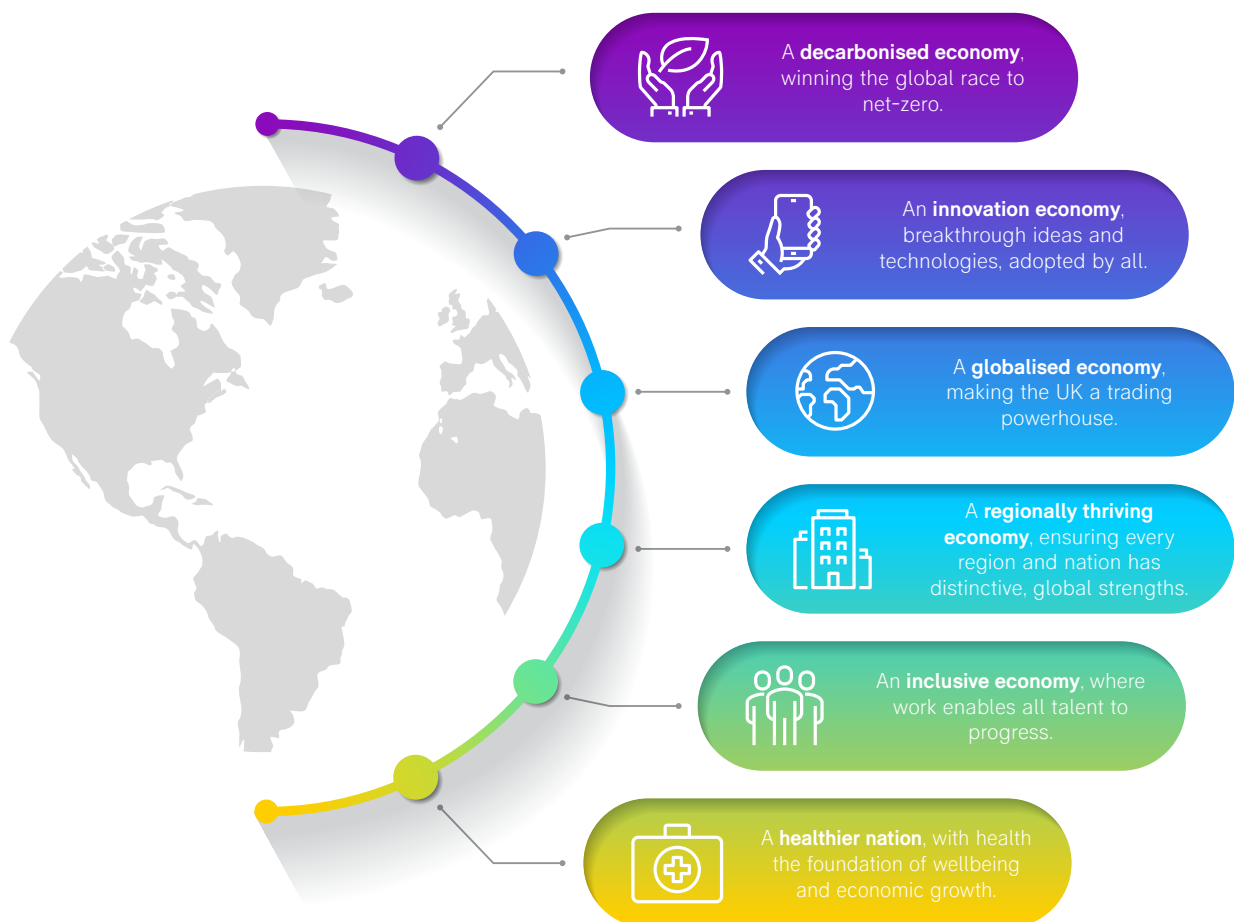 A decarbonised economy,
winning the global race to
net-zero.
An innovation economy,
breakthrough ideas and
technologies, adopted by all.
A globalised economy,
making the UK a trading
powerhouse.
A regionally thriving
economy, ensuring every
region and nation has
distinctive, global strengths.
An inclusive economy, where
work enables all talent to
progress.
A healthier nation, with health
the foundation of wellbeing
and economic growth.